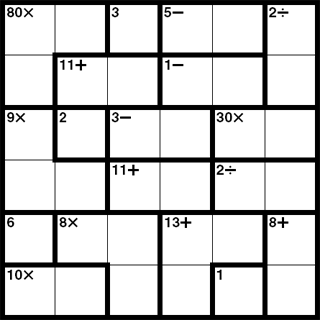 80× 3 5− 2÷
11+ 1−
9× 2 3− 30×
11+ 2÷
6 8× 13+ 8+
10× 1